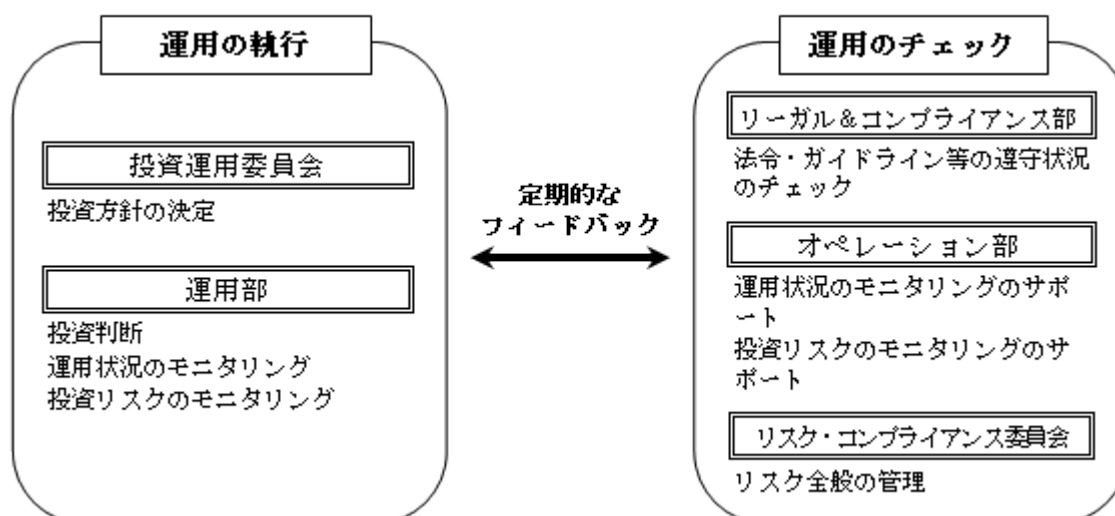 運用の執行
投資運用委員会
投資方針の決定
運用部
投資判断
運用状況のモニタリング
投資リスクのモニタリング
定期的な
フィードバック
運用のチェック
リーガル&コンプライアンス部
法令・ガイドライン等の遵守状況
のチェック
オペレーション部
運用状況のモニタリングのサポ
ート
投資リスクのモニタリングのサ
ポート
リスク・コンプライアンス委員会
リスク全般の管理